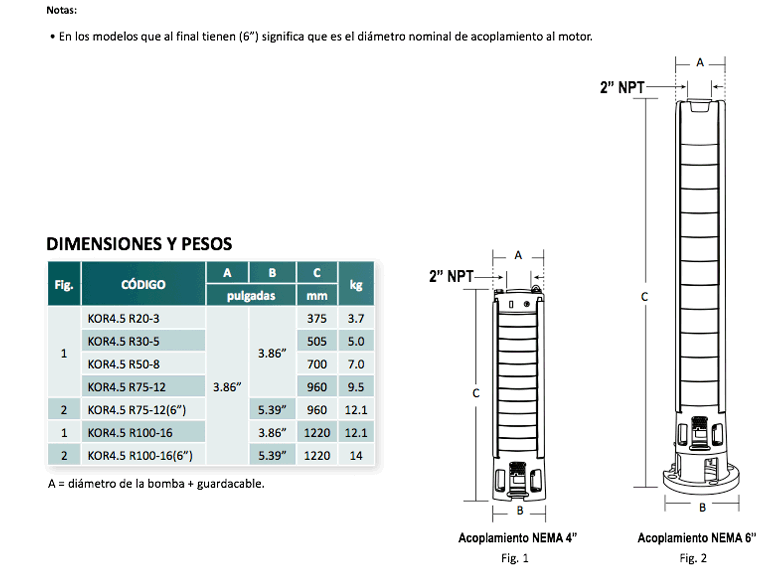 Notas:
• En los modelos que al final tienen (6”) significa que es el diámetro nominal de acoplamiento al motor.
DIMENSIONES Y PESOS
Fig. CÓDIGO A B C kg
pulgadas mm
KOR4.5 R20-3 375 3.7
KOR4.5 R30-5 505 5.0
1 3.86”
KOR4.5 R50-8 700 7.0
KOR4.5 R75-12 3.86” 960 9.5
2 KOR4.5 R75-12(6”) 5.39” 960 12.1
1 KOR4.5 R100-16 3.86” 1220 12.1
2 KOR4.5 R100-16(6”) 5.39” 1220 14
A = diámetro de la bomba + guardacable.
A
2” NPT
C
B
Acoplamiento NEMA 4”
Fig. 1
A
2” NPT
C
B
Acoplamiento NEMA 6”
Fig. 2